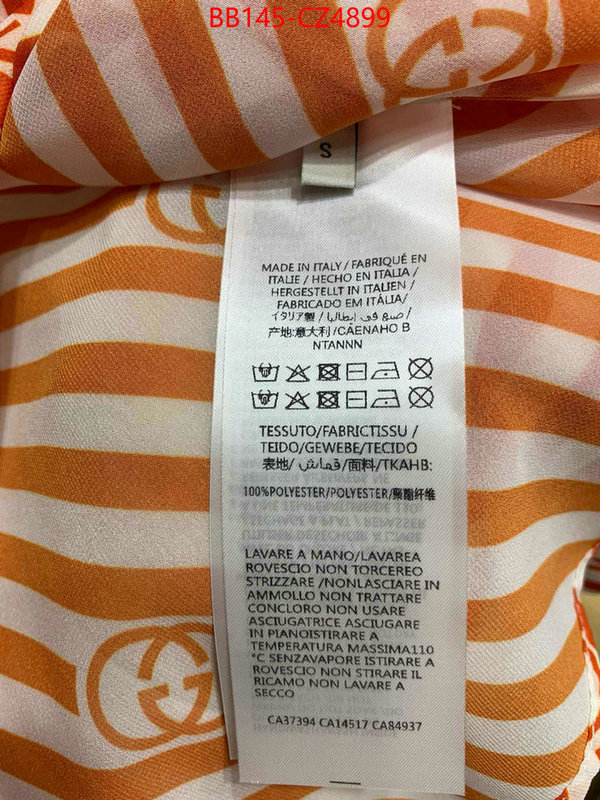 BB145-CZ4899
S
MADE IN ITALY / FABRIQUÉ EN
ITALIE / HECHO EN ITALIA /
HERGESTELLT IN ITALIEN /
FABRICADO EM ITÁLIA/
イタリア製 / صنع في إيطاليا /
产地:意大利 / CAENAHO B
NTANNN
TESSUTO/FABRICTISSU /
TEIDO/GEWEBE/TECIDO
表地/ قماش /面料/TKAHB:
100%POLYESTER/POLYESTER/聚酯纤维
LAVARE A MANO/LAVAREA
ROVESCIO NON TORCEREO
STRIZZARE /NONLASCIARE IN
AMMOLLO NON TRATTARE
CONCLORO NON USARE
ASCIUGATRICE ASCIUGARE
IN PIANOISTIRARE A
TEMPERATURA MASSIMA110
°C SENZAVAPORE ISTIRARE A
ROVESCIO NON STIRARE IL
RICAMO NON LAVARE A
SECCO
CA37394 CA14517 CA84937